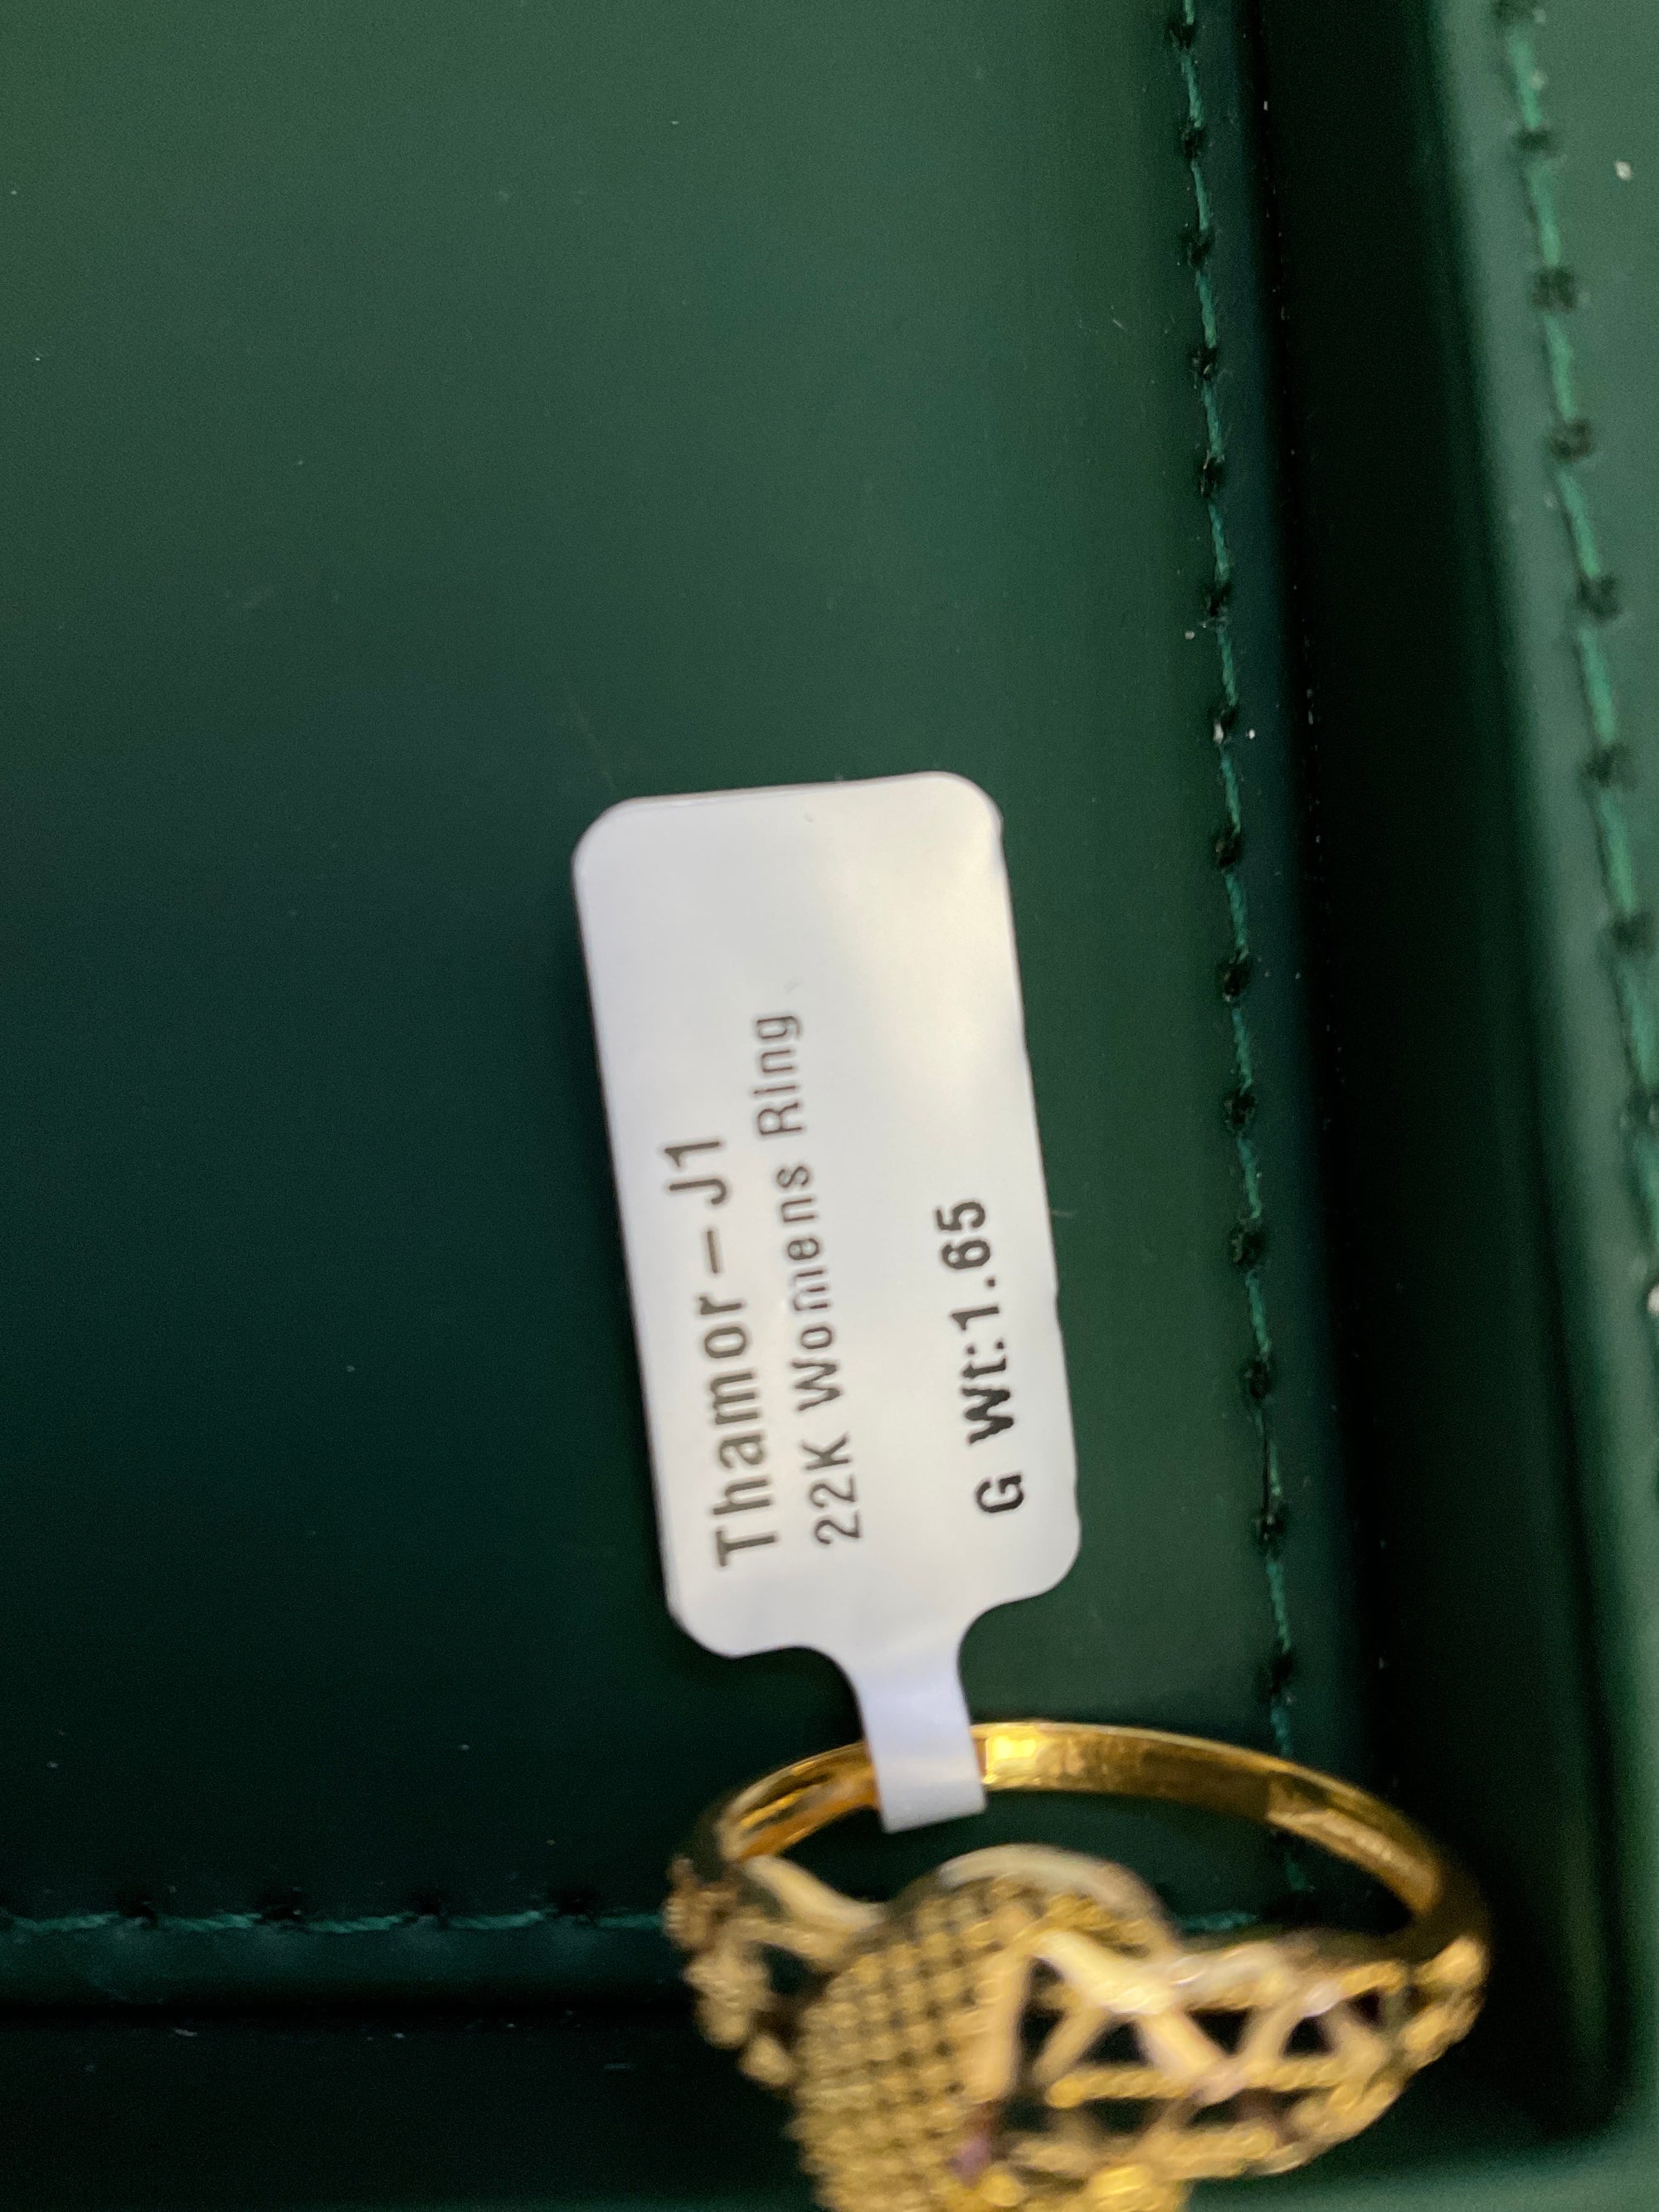 Thamor-J1
22K Womens Ring
G Wt:1.65